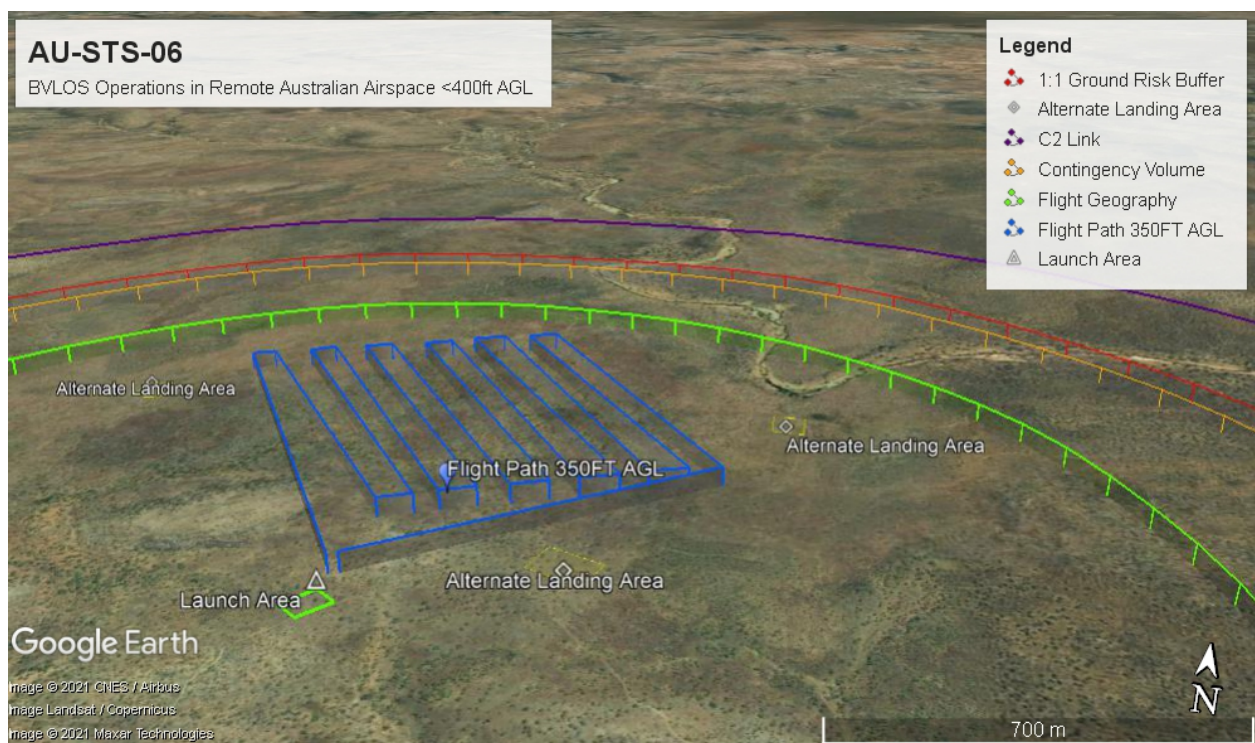 AU-STS-06
BVLOS Operations in Remote Australian Airspace <400ft AGL
Legend
1:1 Ground Risk Buffer
Alternate Landing Area
C2 Link
Contingency Volume
Flight Geography
Flight Path 350FT AGL
Launch Area
Alternate Landing Area
Alternate Landing Area
Flight Path 350FT AGL
Alternate Landing Area
Launch Area
Google Earth
mage © 2021 CNES / Airbus
mage Landsat / Copernicus
mage © 2021 Maxar Technologies
N
700 m